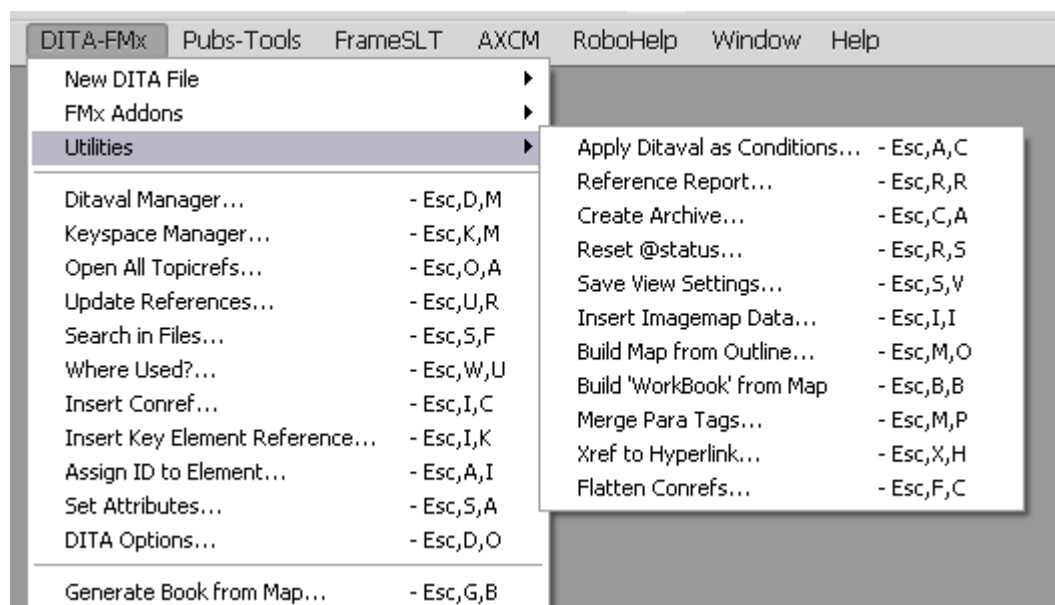 DITA-FMx Pubs-Tools FrameSLT AXCM RoboHelp Window Help
New DITA File
FMx Addons
Utilities
Ditaval Manager... - Esc,D,M
Keyspace Manager... - Esc,K,M
Open All Topicrefs... - Esc,O,A
Update References... - Esc,U,R
Search in Files... - Esc,S,F
Where Used?... - Esc,W,U
Insert Conref... - Esc,I,C
Insert Key Element Reference... - Esc,I,K
Assign ID to Element... - Esc,A,I
Set Attributes... - Esc,S,A
DITA Options... - Esc,D,O
Generate Book from Map... - Esc,G,B
Apply Ditaval as Conditions... - Esc,A,C
Reference Report... - Esc,R,R
Create Archive... - Esc,C,A
Reset @status... - Esc,R,S
Save View Settings... - Esc,S,V
Insert Imagemap Data... - Esc,I,I
Build Map from Outline... - Esc,M,O
Build 'WorkBook' from Map - Esc,B,B
Merge Para Tags... - Esc,M,P
Xref to Hyperlink... - Esc,X,H
Flatten Conrefs... - Esc,F,C